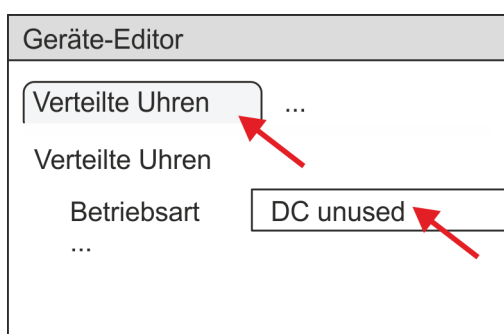 Geräte-Editor
Verteilte Uhren ...
Verteilte Uhren
Betriebsart DC unused
...